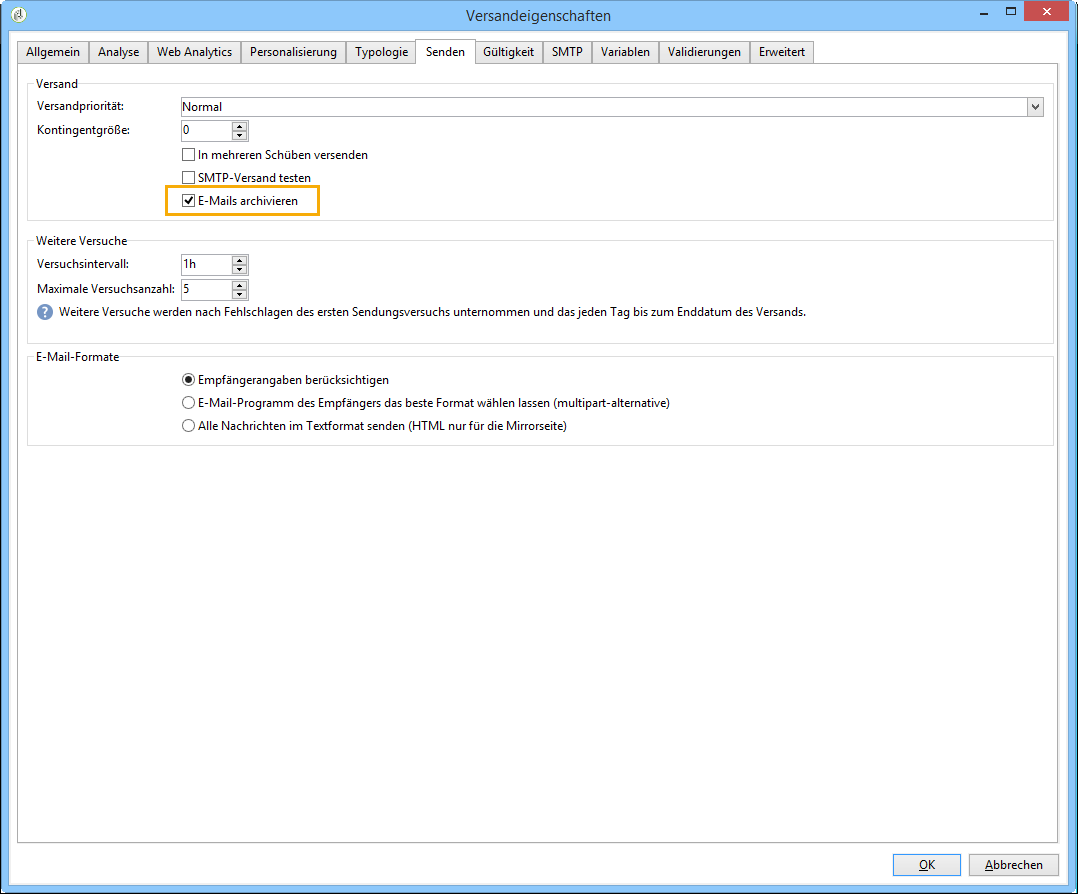 Versandeigenschaften
Allgemein Analyse Web Analytics Personalisierung Typologie Senden Gültigkeit SMTP Variablen Validierungen Erweitert
Versand
Versandpriorität: Normal
Kontingentgröße: 0
In mehreren Schüben versenden
SMTP-Versand testen
E-Mails archivieren
Weitere Versuche
Versuchsintervall: 1h
Maximale Versuchsanzahl: 5
? Weitere Versuche werden nach Fehlschlagen des ersten Sendungsversuchs unternommen und das jeden Tag bis zum Enddatum des Versands.
E-Mail-Formate
Empfängerangaben berücksichtigen
E-Mail-Programm des Empfängers das beste Format wählen lassen (multipart-alternative)
Alle Nachrichten im Textformat senden (HTML nur für die Mirrorseite)
OK Abbrechen